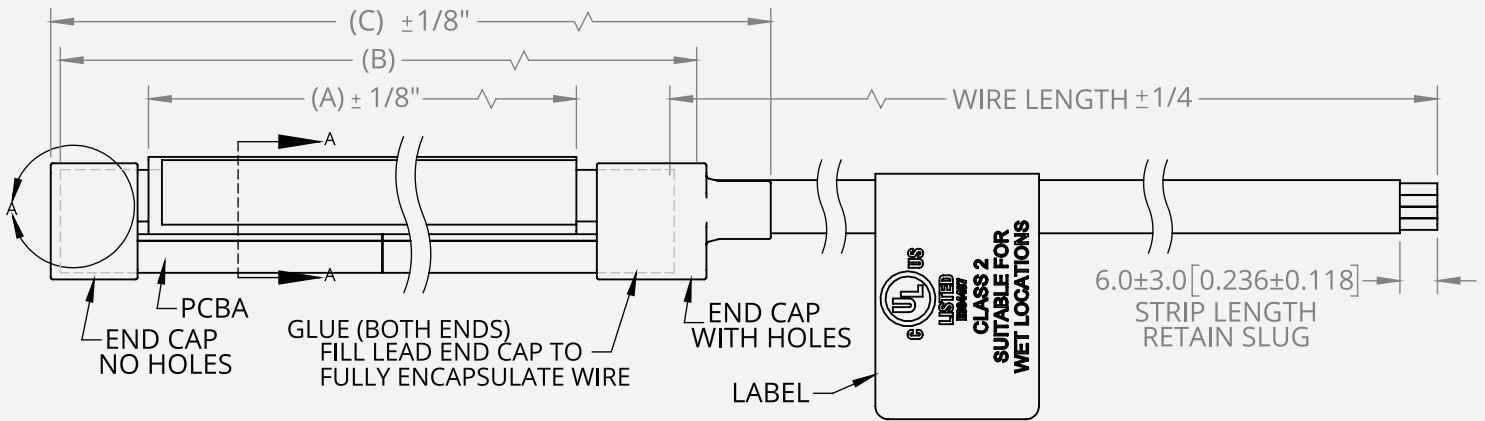 (C) ±1/8"
(B)
(A) ± 1/8"
WIRE LENGTH ±1/4
A
A
A
PCBA
END CAP
NO HOLES
GLUE (BOTH ENDS)
FILL LEAD END CAP TO
FULLY ENCAPSULATE WIRE
END CAP
WITH HOLES
LABEL
C UL US
LISTED
CLASS 2
SUITABLE FOR
WET LOCATIONS
6.0±3.0[0.236±0.118]
STRIP LENGTH
RETAIN SLUG